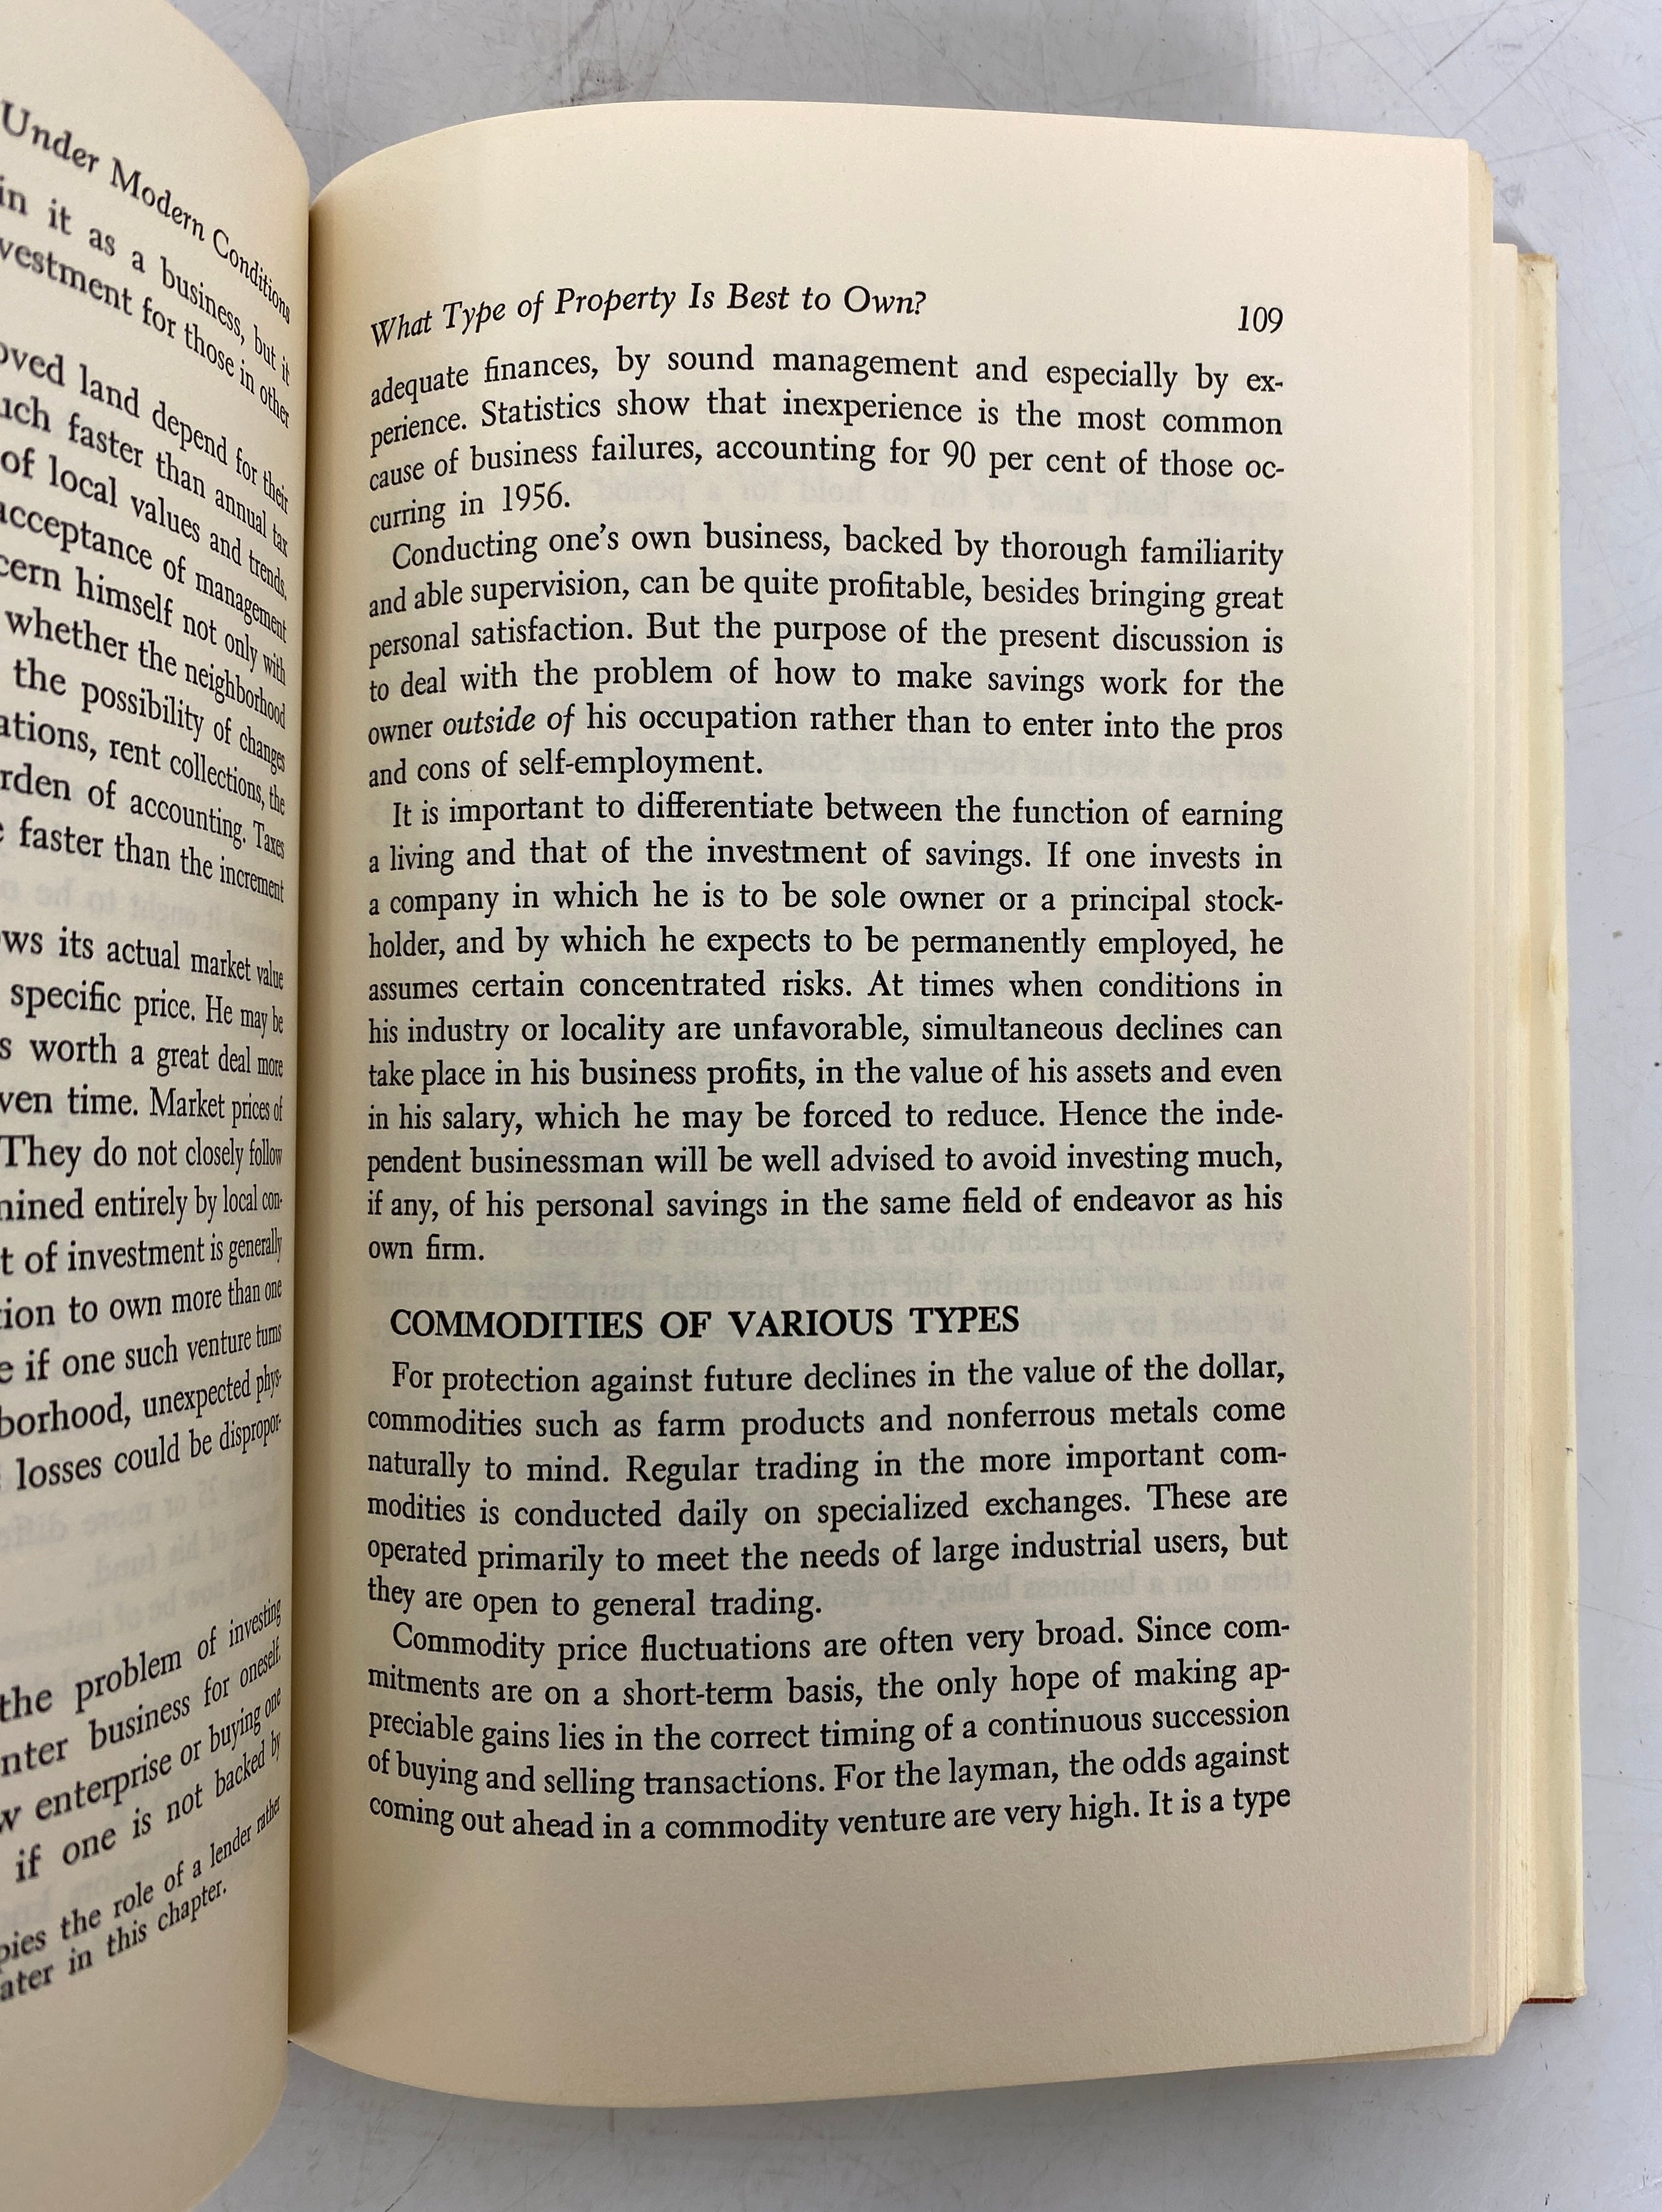 Under Modern Conditions
in it as a business, but it
vestment for those in other
oved land depend for their
uch faster than annual tax
of local values and trends.
acceptance of management
cern himself not only with
whether the neighborhood
the possibility of changes
ations, rent collections, the
rden of accounting. Taxes
faster than the increment
ws its actual market value
specific price. He may be
s worth a great deal more
ven time. Market prices of
They do not closely follow
mined entirely by local con-
t of investment is generally
tion to own more than one
e if one such venture turns
borhood, unexpected phys-
losses could be dispropor-
the problem of investing
nter business for oneself.
w enterprise or buying one
if one is not backed by
pies the role of a lender rather
ater in this chapter.
What Type of Property Is Best to Own? 109
adequate finances, by sound management and especially by ex-
perience. Statistics show that inexperience is the most common
cause of business failures, accounting for 90 per cent of those oc-
curring in 1956.
Conducting one's own business, backed by thorough familiarity
and able supervision, can be quite profitable, besides bringing great
personal satisfaction. But the purpose of the present discussion is
to deal with the problem of how to make savings work for the
owner outside of his occupation rather than to enter into the pros
and cons of self-employment.
It is important to differentiate between the function of earning
a living and that of the investment of savings. If one invests in
a company in which he is to be sole owner or a principal stock-
holder, and by which he expects to be permanently employed, he
assumes certain concentrated risks. At times when conditions in
his industry or locality are unfavorable, simultaneous declines can
take place in his business profits, in the value of his assets and even
in his salary, which he may be forced to reduce. Hence the inde-
pendent businessman will be well advised to avoid investing much,
if any, of his personal savings in the same field of endeavor as his
own firm.
COMMODITIES OF VARIOUS TYPES
For protection against future declines in the value of the dollar,
commodities such as farm products and nonferrous metals come
naturally to mind. Regular trading in the more important com-
modities is conducted daily on specialized exchanges. These are
operated primarily to meet the needs of large industrial users, but
they are open to general trading.
Commodity price fluctuations are often very broad. Since com-
mitments are on a short-term basis, the only hope of making ap-
preciable gains lies in the correct timing of a continuous succession
of buying and selling transactions. For the layman, the odds against
coming out ahead in a commodity venture are very high. It is a type